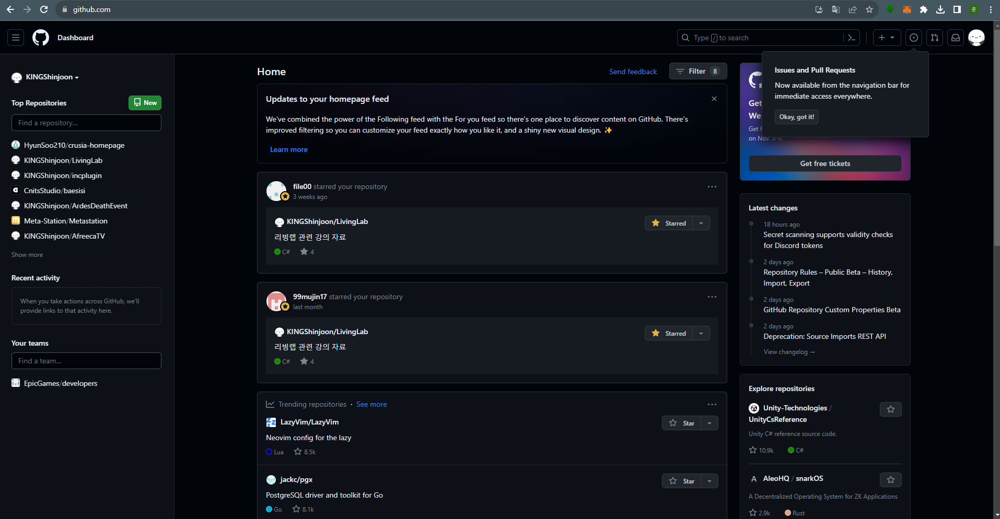 github.com
준
Dashboard
Type / to search
KINGShinjoon
Top Repositories
New
Find a repository...
HyunSoo210/crusia-homepage
KINGShinjoon/LivingLab
KINGShinjoon/incplugin
CnitsStudio/baesisi
KINGShinjoon/ArdesDeathEvent
Meta-Station/Metastation
KINGShinjoon/AfreecaTV
Show more
Recent activity
When you take actions across GitHub, we'll
provide links to that activity here.
Your teams
Find a team...
EpicGames/developers
Home
Send feedback
Filter 8
Updates to your homepage feed
We've combined the power of the Following feed with the For you feed so there's one place to discover content on GitHub. There's
improved filtering so you can customize your feed exactly how you like it, and a shiny new visual design. ✨
Learn more
file00 starred your repository
3 weeks ago
KINGShinjoon/LivingLab
Starred
리빙랩 관련 강의 자료
C# 4
99mujin17 starred your repository
last month
KINGShinjoon/LivingLab
Starred
리빙랩 관련 강의 자료
C# 4
Trending repositories · See more
LazyVim/LazyVim
Star
Neovim config for the lazy
Lua 8.5k
jackc/pgx
Star
PostgreSQL driver and toolkit for Go
Go 8.1k
Issues and Pull Requests
Now available from the navigation bar for
immediate access everywhere.
Okay, got it!
Get
We
Get f
on Nov. 8-9.
Get free tickets
Latest changes
18 hours ago
Secret scanning supports validity checks
for Discord tokens
2 days ago
Repository Rules – Public Beta – History,
Import, Export
2 days ago
GitHub Repository Custom Properties Beta
2 days ago
Deprecation: Source Imports REST API
View changelog →
Explore repositories
Unity-Technologies /
UnityCsReference
Unity C# reference source code.
10.9k C#
AleoHQ / snarkOS
A Decentralized Operating System for ZK Applications
2.9k Rust